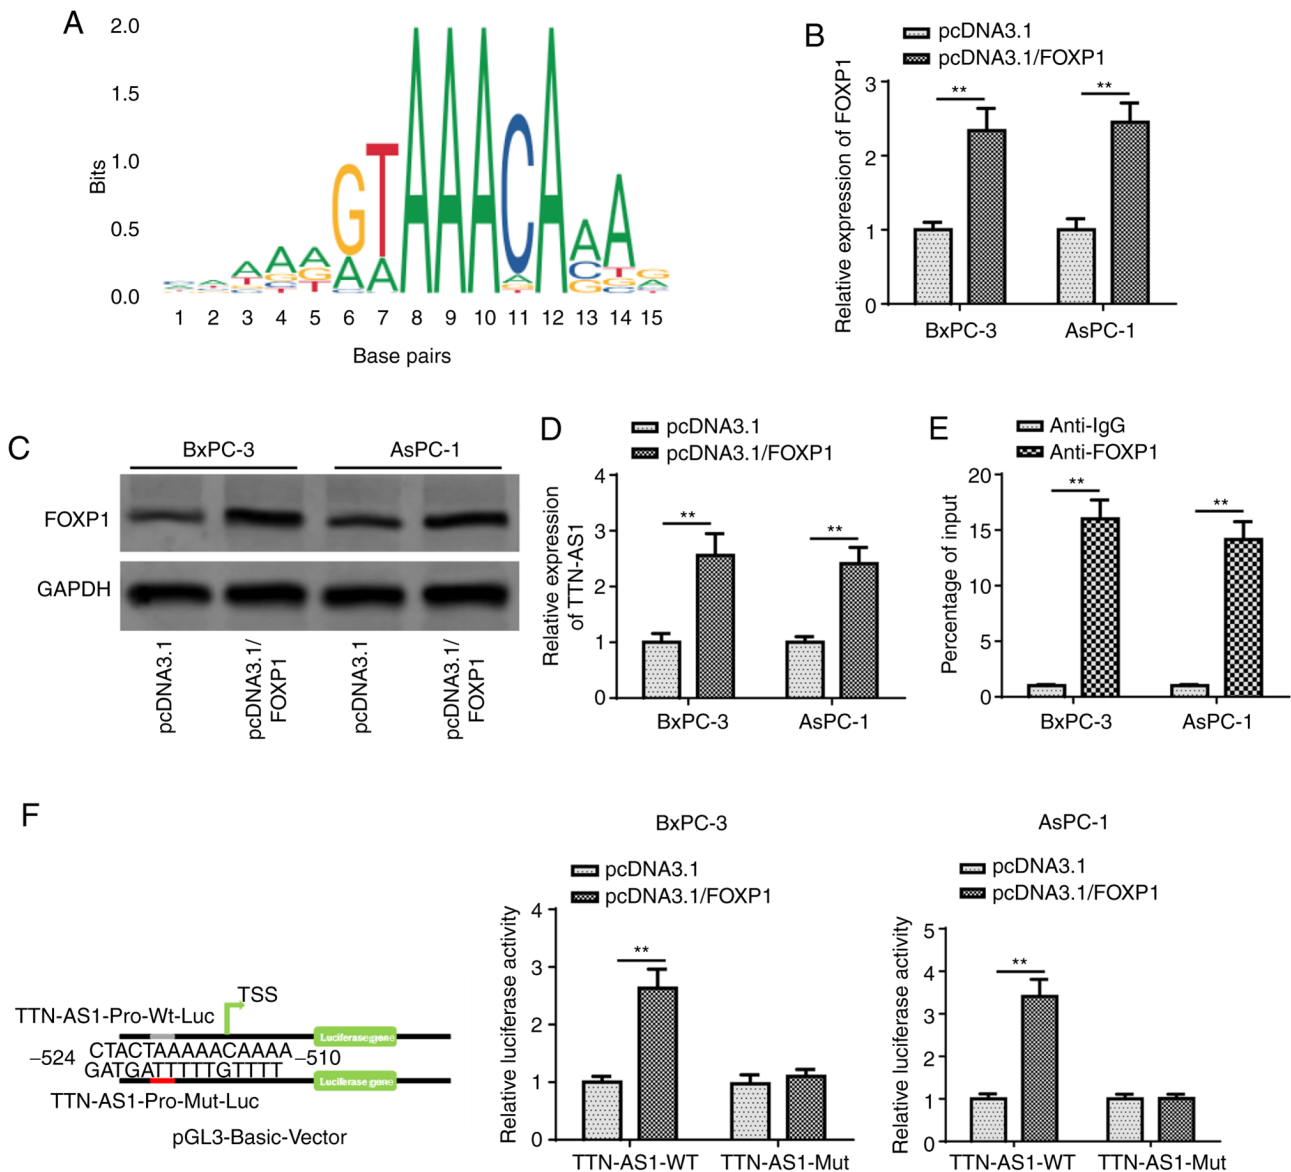 A
2.0
1.5
1.0
0.5
0.0
Bits
1 2 3 4 5 6 7 8 9 10 11 12 13 14 15
Base pairs
B
pcDNA3.1
pcDNA3.1/FOXP1
Relative expression of FOXP1
3
2
1
0
**
**
BxPC-3
AsPC-1
C
BxPC-3
AsPC-1
FOXP1
GAPDH
pcDNA3.1
pcDNA3.1/
FOXP1
pcDNA3.1
pcDNA3.1/
FOXP1
D
pcDNA3.1
pcDNA3.1/FOXP1
Relative expression
of TTN-AS1
4
3
2
1
0
**
**
BxPC-3
AsPC-1
E
Anti-IgG
Anti-FOXP1
Percentage of input
20
15
10
5
0
**
**
BxPC-3
AsPC-1
F
TSS
TTN-AS1-Pro-Wt-Luc
Luciferase gene
–524
CTACTAAAAACAAAA
–510
GATGATTTTTGTTTT
Luciferase gene
TTN-AS1-Pro-Mut-Luc
pGL3-Basic-Vector
BxPC-3
pcDNA3.1
pcDNA3.1/FOXP1
Relative luciferase activity
4
3
2
1
0
**
TTN-AS1-WT
TTN-AS1-Mut
AsPC-1
pcDNA3.1
pcDNA3.1/FOXP1
Relative luciferase activity
5
4
3
2
1
0
**
TTN-AS1-WT
TTN-AS1-Mut